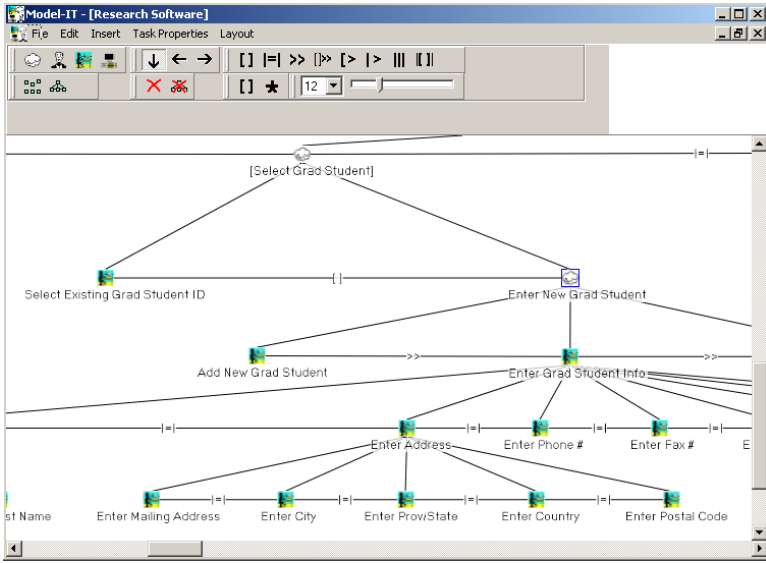 Model-IT - [Research Software]
File Edit Insert Task Properties Layout
[] |=| >> []>> [> |> ||| [[]]
[] * 12
|=|
[Select Grad Student]
[]
Select Existing Grad Student ID
Enter New Grad Student
>> >>
Add New Grad Student
Enter Grad Student Info
|=| |=| |=| |=|
Enter Address Enter Phone # Enter Fax # E
|=| |=| |=| |=|
st Name Enter Mailing Address Enter City Enter Prov/State Enter Country Enter Postal Code